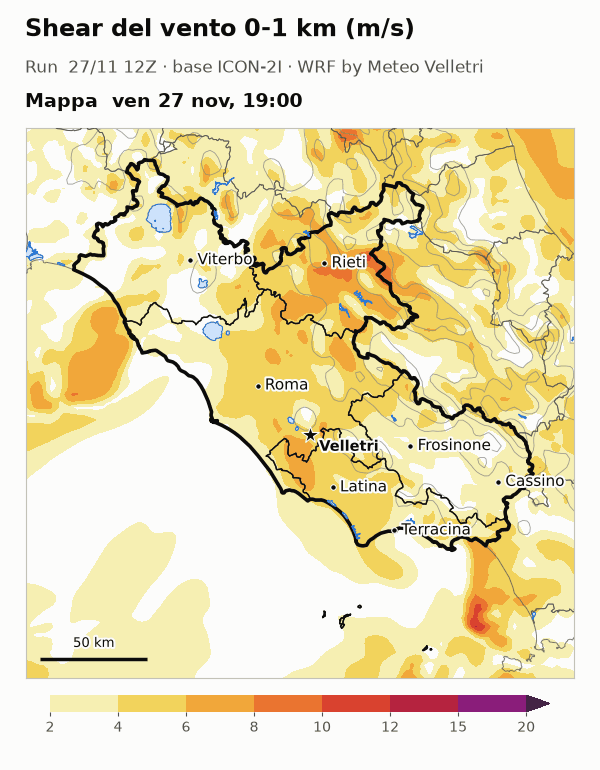 Shear del vento 0-1 km (m/s)
Run  27/11 12Z · base ICON-2I · WRF by Meteo Velletri
Mappa  ven 27 nov, 19:00
Viterbo
Rieti
Roma
Velletri
Frosinone
Latina
Cassino
Terracina
50 km
2 4 6 8 10 12 15 20